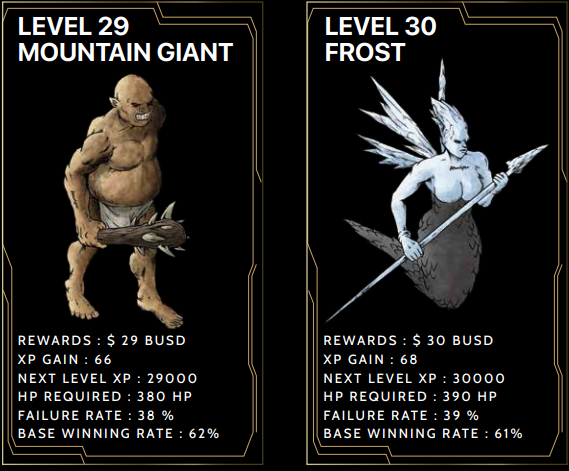 LEVEL 29
MOUNTAIN GIANT
REWARDS : $ 29 BUSD
XP GAIN : 66
NEXT LEVEL XP : 29000
HP REQUIRED : 380 HP
FAILURE RATE : 38 %
BASE WINNING RATE : 62%
LEVEL 30
FROST
REWARDS : $ 30 BUSD
XP GAIN : 68
NEXT LEVEL XP : 30000
HP REQUIRED : 390 HP
FAILURE RATE : 39 %
BASE WINNING RATE : 61%